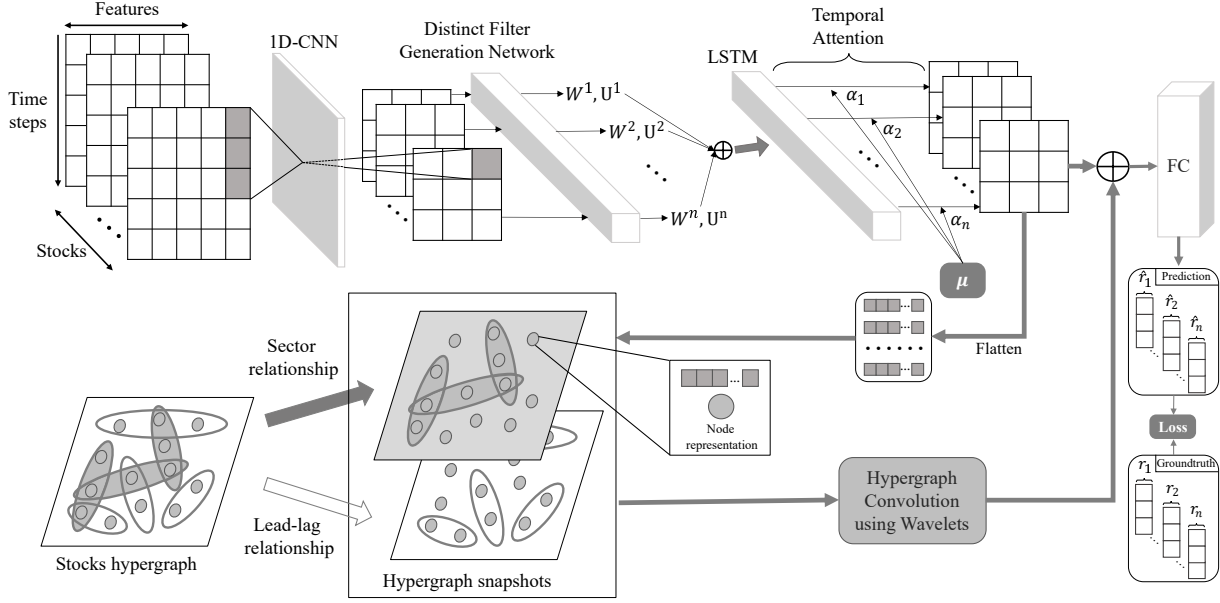 Features
1D-CNN
Distinct Filter
Generation Network
LSTM
Temporal
Attention
Time
steps
Stocks
W¹, U¹
W², U²
Wⁿ, Uⁿ
α₁
α₂
αₙ
μ
FC
Flatten
Prediction
r̂₁
r̂₂
r̂ₙ
Loss
Groundtruth
r₁
r₂
rₙ
Sector
relationship
Lead-lag
relationship
Stocks hypergraph
Hypergraph snapshots
Node
representation
Hypergraph
Convolution
using Wavelets